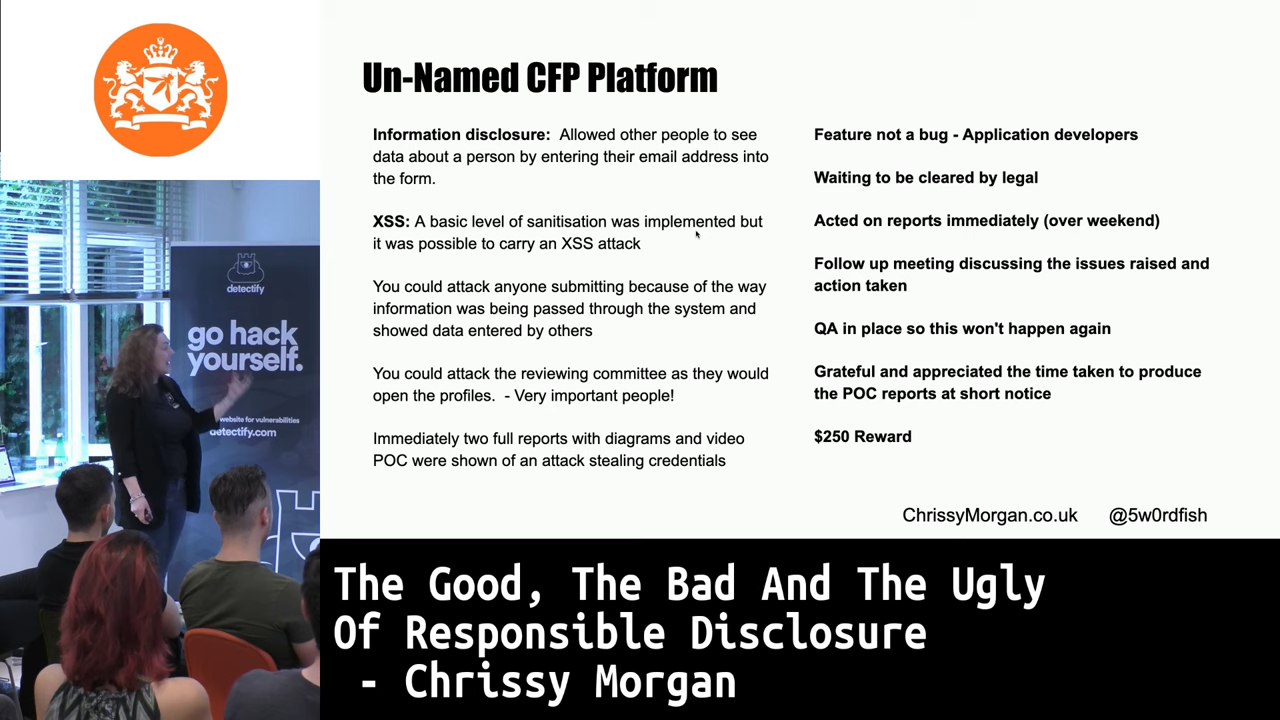 Un-Named CFP Platform
Information disclosure: Allowed other people to see
data about a person by entering their email address into
the form.
XSS: A basic level of sanitisation was implemented but
it was possible to carry an XSS attack
You could attack anyone submitting because of the way
information was being passed through the system and
showed data entered by others
You could attack the reviewing committee as they would
open the profiles. - Very important people!
Immediately two full reports with diagrams and video
POC were shown of an attack stealing credentials
Feature not a bug - Application developers
Waiting to be cleared by legal
Acted on reports immediately (over weekend)
Follow up meeting discussing the issues raised and
action taken
QA in place so this won't happen again
Grateful and appreciated the time taken to produce
the POC reports at short notice
$250 Reward
ChrissyMorgan.co.uk @5w0rdfish
detectify
go hack
yourself.
website for vulnerabilities
detectify.com
The Good, The Bad And The Ugly
Of Responsible Disclosure
- Chrissy Morgan